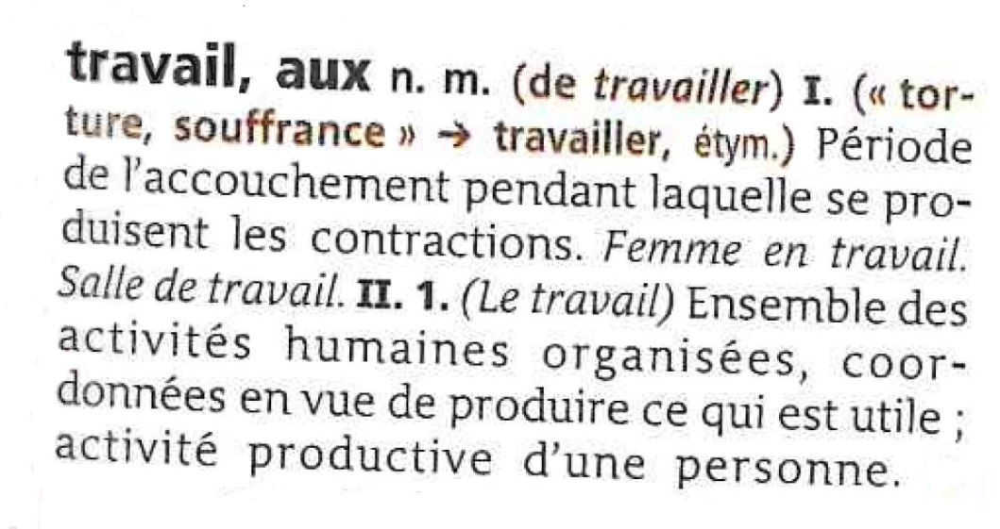 travail, aux n. m. (de travailler) I. (« tor-
ture, souffrance » → travailler, étym.) Période
de l'accouchement pendant laquelle se pro-
duisent les contractions. Femme en travail.
Salle de travail. II. 1. (Le travail) Ensemble des
activités humaines organisées, coor-
données en vue de produire ce qui est utile ;
activité productive d'une personne.